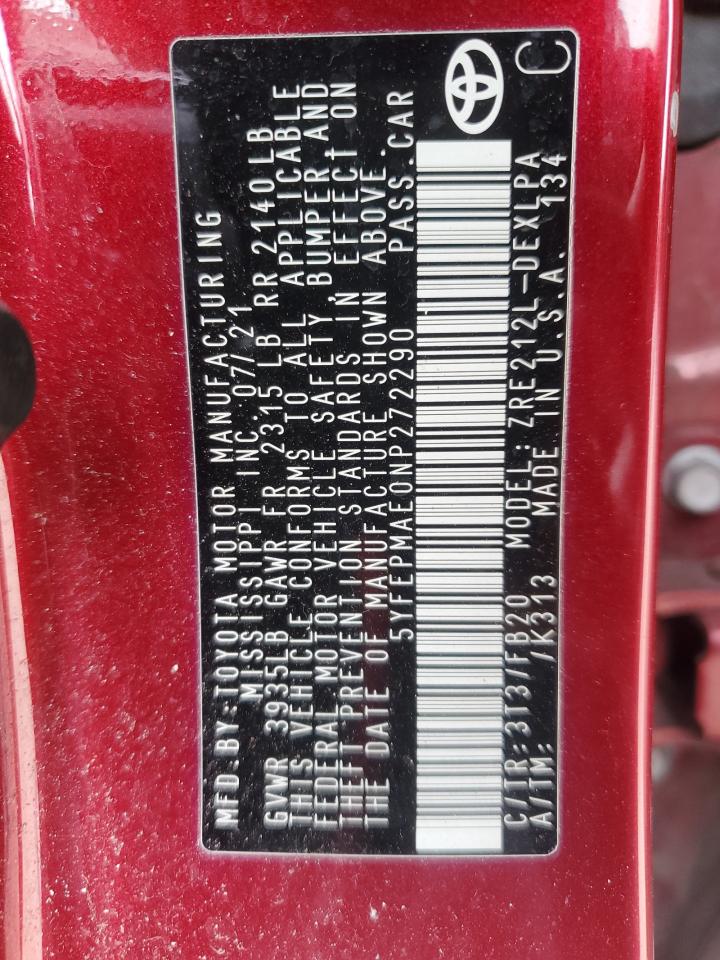 MFD.BY:TOYOTA MOTOR MANUFACTURING
MISSISSIPPI INC. 07/21
GVWR 3935LB GAWR FR 2315 LB RR 2140LB
THIS VEHICLE CONFORMS TO ALL APPLICABLE
FEDERAL MOTOR VEHICLE SAFETY, BUMPER AND
THEFT PREVENTION STANDARDS IN EFFECT ON
THE DATE OF MANUFACTURE SHOWN ABOVE.
5YFEPMAE0NP272290 PASS.CAR
C/TR:3T3/FB20 MODEL: ZRE212L-DEXLPA C
A/TM: /K313 MADE IN U.S.A. 134